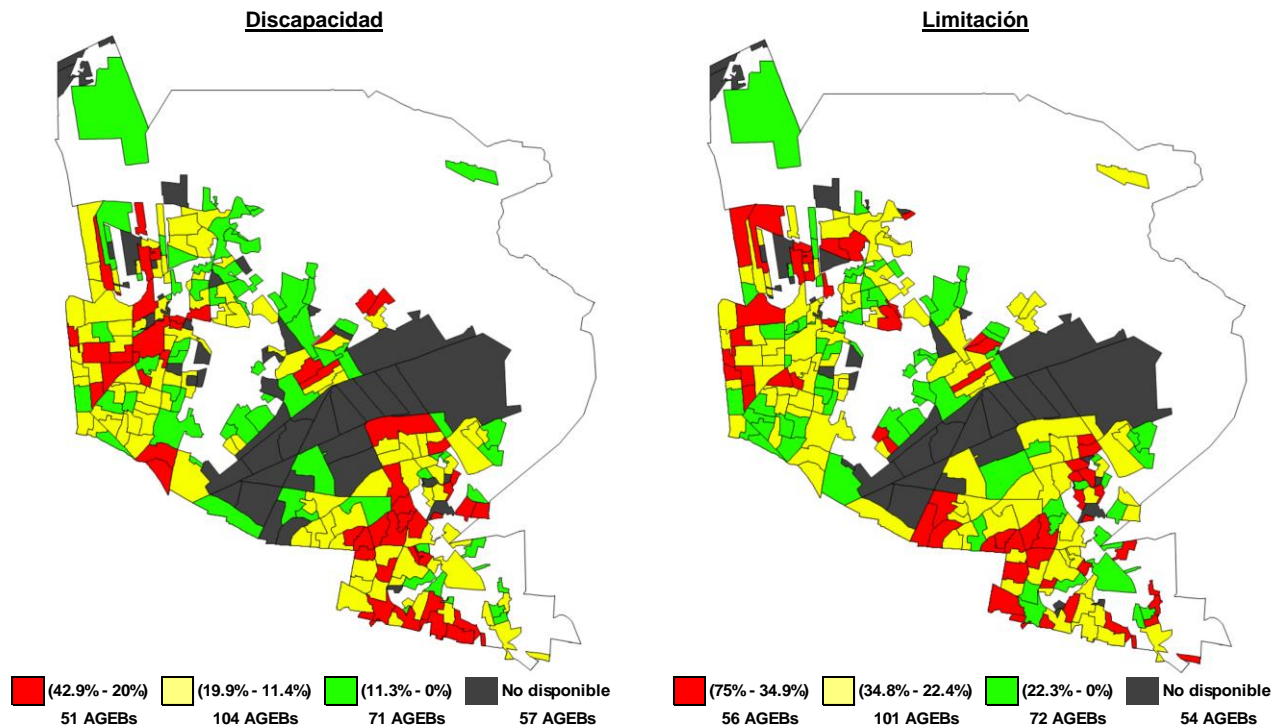 Discapacidad
Limitación
(42.9% - 20%) (19.9% - 11.4%) (11.3% - 0%) No disponible
51 AGEBs 104 AGEBs 71 AGEBs 57 AGEBs
(75% - 34.9%) (34.8% - 22.4%) (22.3% - 0%) No disponible
56 AGEBs 101 AGEBs 72 AGEBs 54 AGEBs